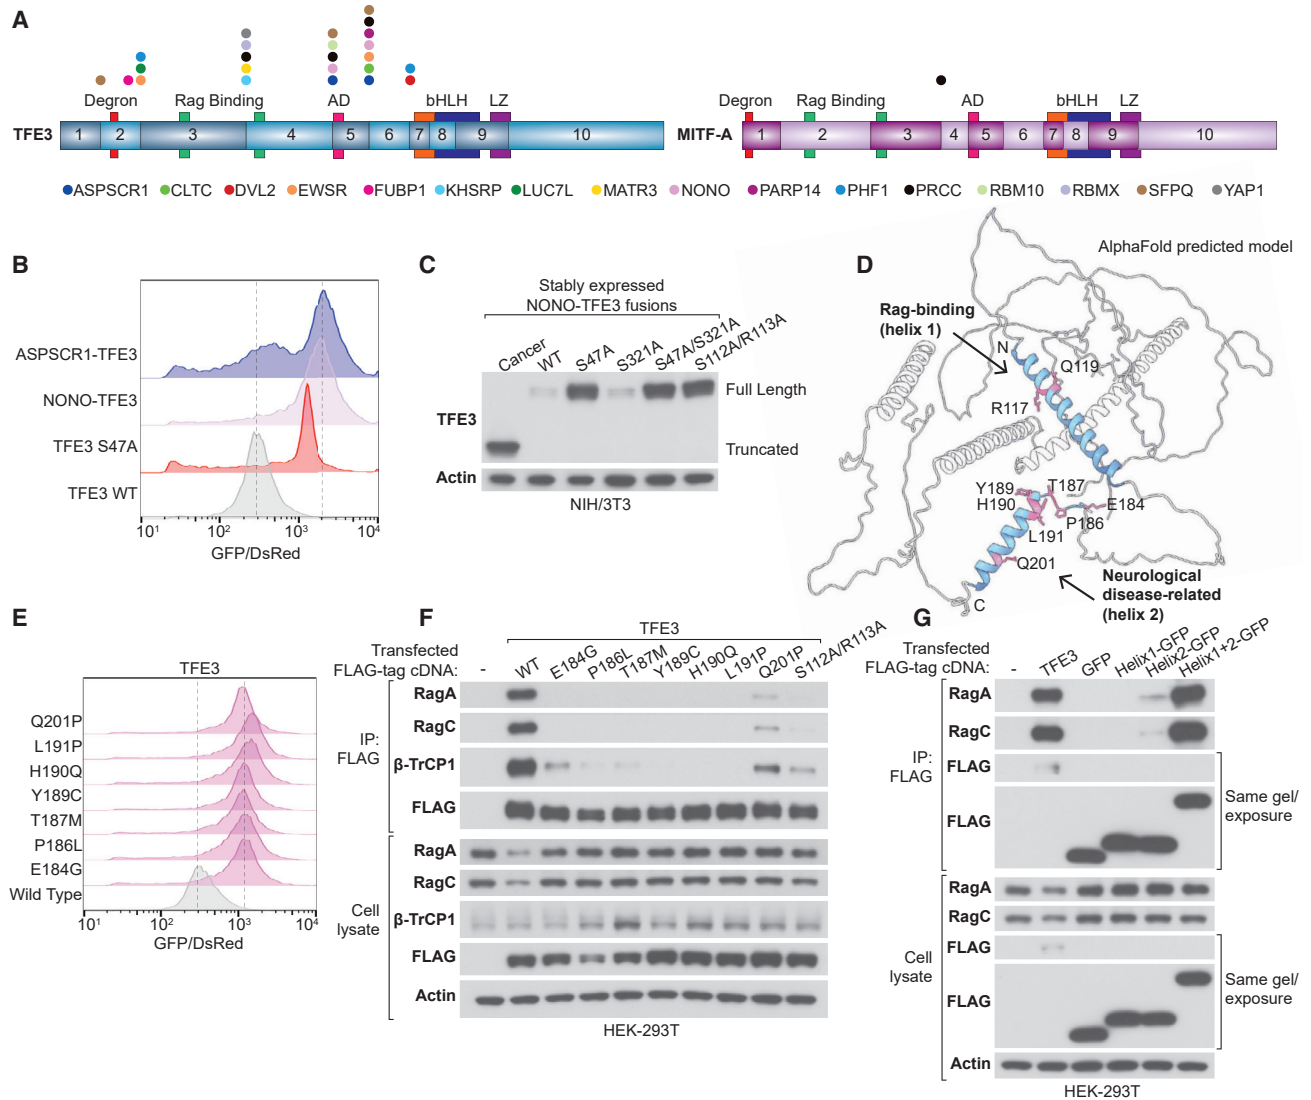 A
Degron Rag Binding AD bHLH LZ
TFE3 1 2 3 4 5 6 7 8 9 10
Degron Rag Binding AD bHLH LZ
MITF-A 1 2 3 4 5 6 7 8 9 10
ASPSCR1 CLTC DVL2 EWSR FUBP1 KHSRP LUC7L MATR3 NONO PARP14 PHF1 PRCC RBM10 RBMX SFPQ YAP1
B
ASPSCR1-TFE3
NONO-TFE3
TFE3 S47A
TFE3 WT
10¹ 10² 10³ 10⁴
GFP/DsRed
C
Stably expressed
NONO-TFE3 fusions
Cancer WT S47A S321A S47A/S321A S112A/R113A
TFE3
Full Length
Truncated
Actin
NIH/3T3
D
AlphaFold predicted model
Rag-binding
(helix 1)
N
Q119
R117
Y189 T187
H190 E184
P186
L191
Q201
C
Neurological
disease-related
(helix 2)
E
TFE3
Q201P
L191P
H190Q
Y189C
T187M
P186L
E184G
Wild Type
10¹ 10² 10³ 10⁴
GFP/DsRed
F
TFE3
Transfected
FLAG-tag cDNA:
- WT E184G P186L T187M Y189C H190Q L191P Q201P S112A/R113A
IP:
FLAG
RagA
RagC
β-TrCP1
FLAG
Cell
lysate
RagA
RagC
β-TrCP1
FLAG
Actin
HEK-293T
G
Transfected
FLAG-tag cDNA:
- TFE3 GFP Helix1-GFP Helix2-GFP Helix1+2-GFP
IP:
FLAG
RagA
RagC
FLAG
FLAG
Same gel/
exposure
Cell
lysate
RagA
RagC
FLAG
FLAG
Same gel/
exposure
Actin
HEK-293T